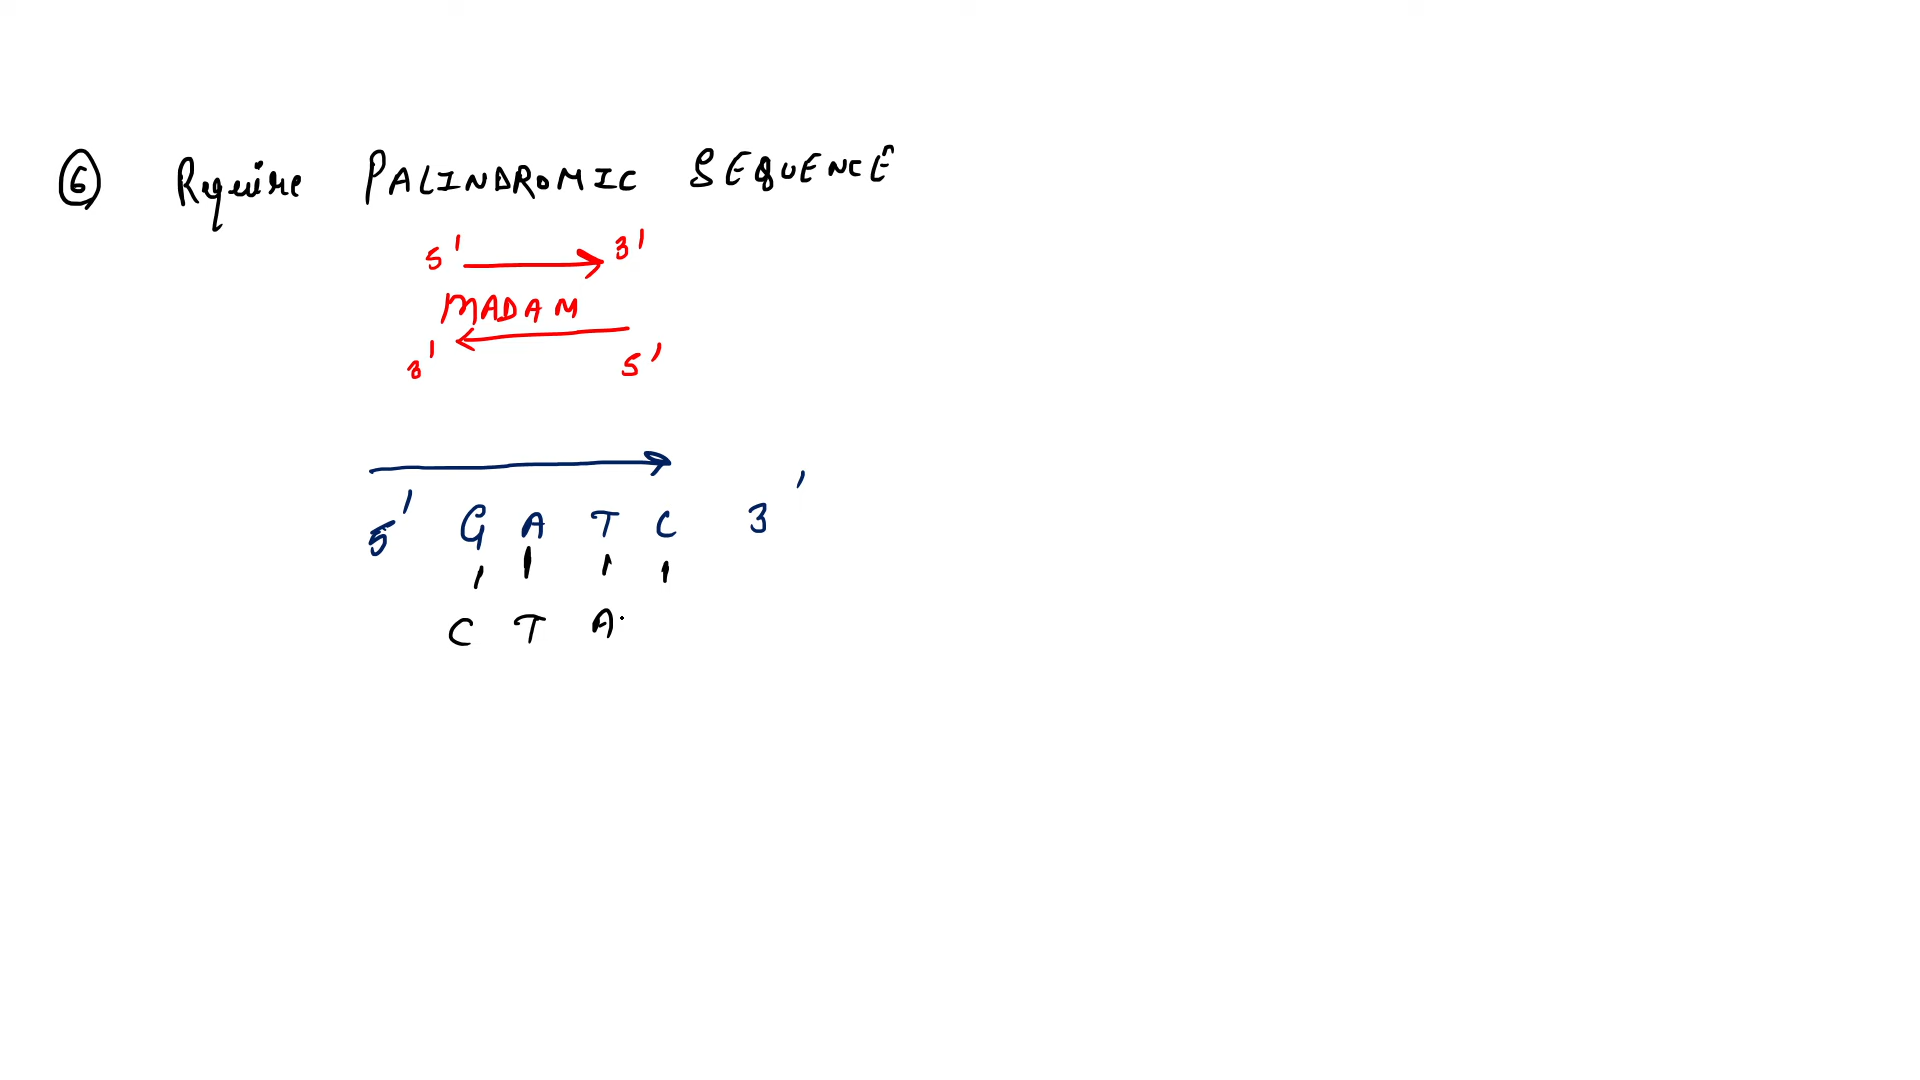 6 Require PALINDROMIC SEQUENCE
5' 3'
MADAM
3' 5'
5' G A T C 3'
C T A